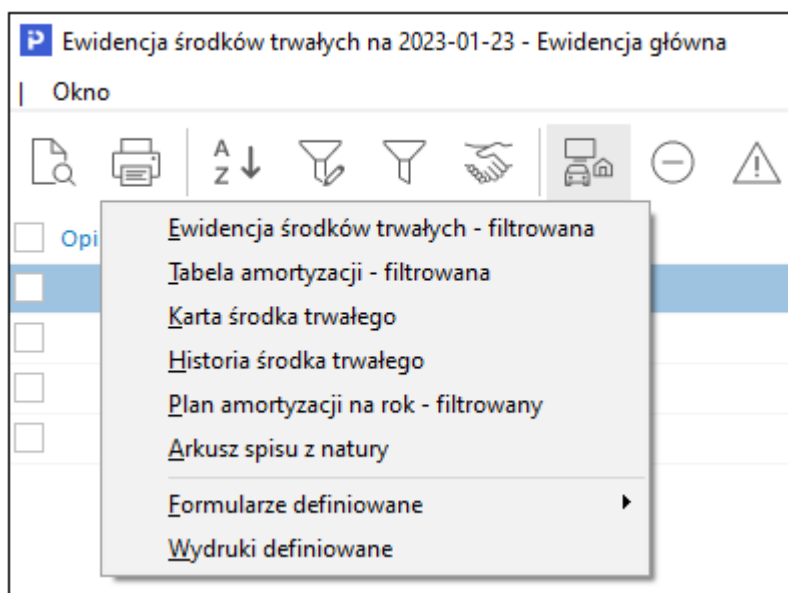 Ewidencja środków trwałych na 2023-01-23 - Ewidencja główna
| Okno
A
Z
Opi
Ewidencja środków trwałych - filtrowana
Tabela amortyzacji - filtrowana
Karta środka trwałego
Historia środka trwałego
Plan amortyzacji na rok - filtrowany
Arkusz spisu z natury
Formularze definiowane
Wydruki definiowane